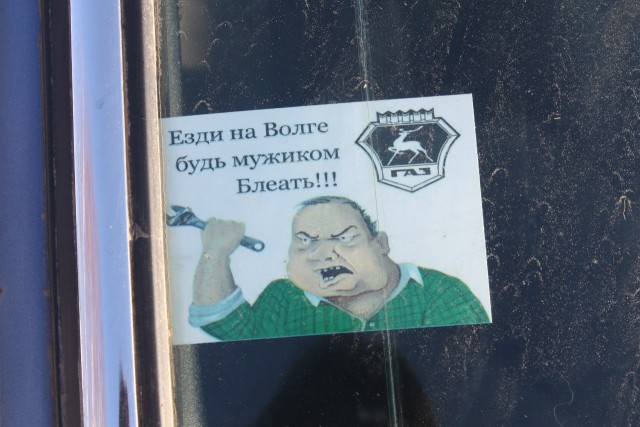 Езди на Волге
будь мужиком
Блеать!!!
ГАЗ